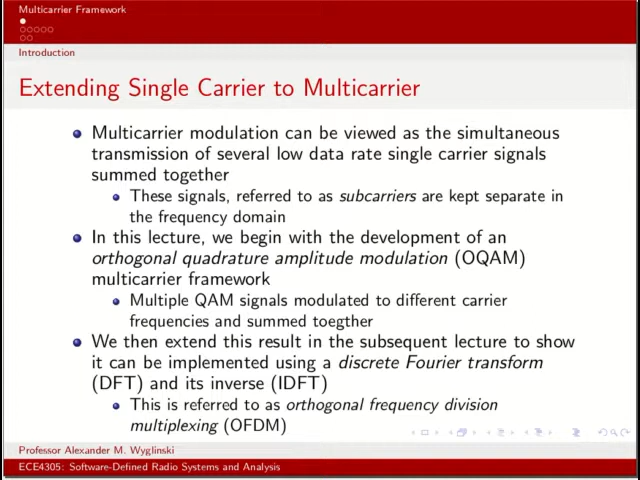 Multicarrier Framework
Introduction
Extending Single Carrier to Multicarrier
Multicarrier modulation can be viewed as the simultaneous
transmission of several low data rate single carrier signals
summed together
These signals, referred to as subcarriers are kept separate in
the frequency domain
In this lecture, we begin with the development of an
orthogonal quadrature amplitude modulation (OQAM)
multicarrier framework
Multiple QAM signals modulated to different carrier
frequencies and summed toegther
We then extend this result in the subsequent lecture to show
it can be implemented using a discrete Fourier transform
(DFT) and its inverse (IDFT)
This is referred to as orthogonal frequency division
multiplexing (OFDM)
Professor Alexander M. Wyglinski
ECE4305: Software-Defined Radio Systems and Analysis